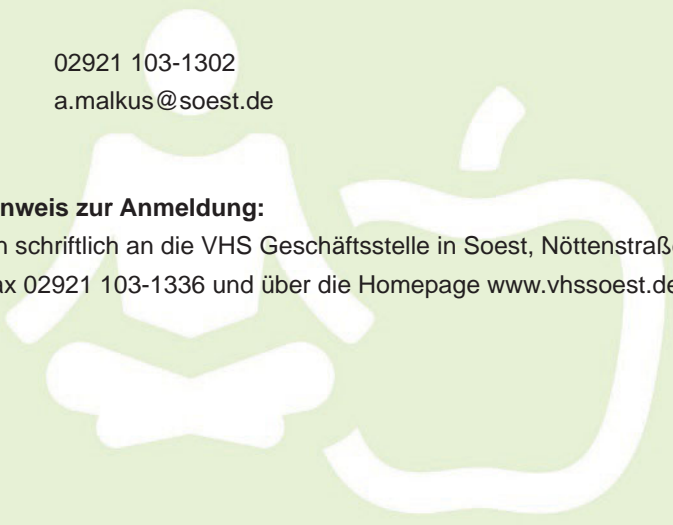 02921 103-1302
a.malkus@soest.de
nweis zur Anmeldung:
n schriftlich an die VHS Geschäftsstelle in Soest, Nöttenstraße
ax 02921 103-1336 und über die Homepage www.vhssoest.de